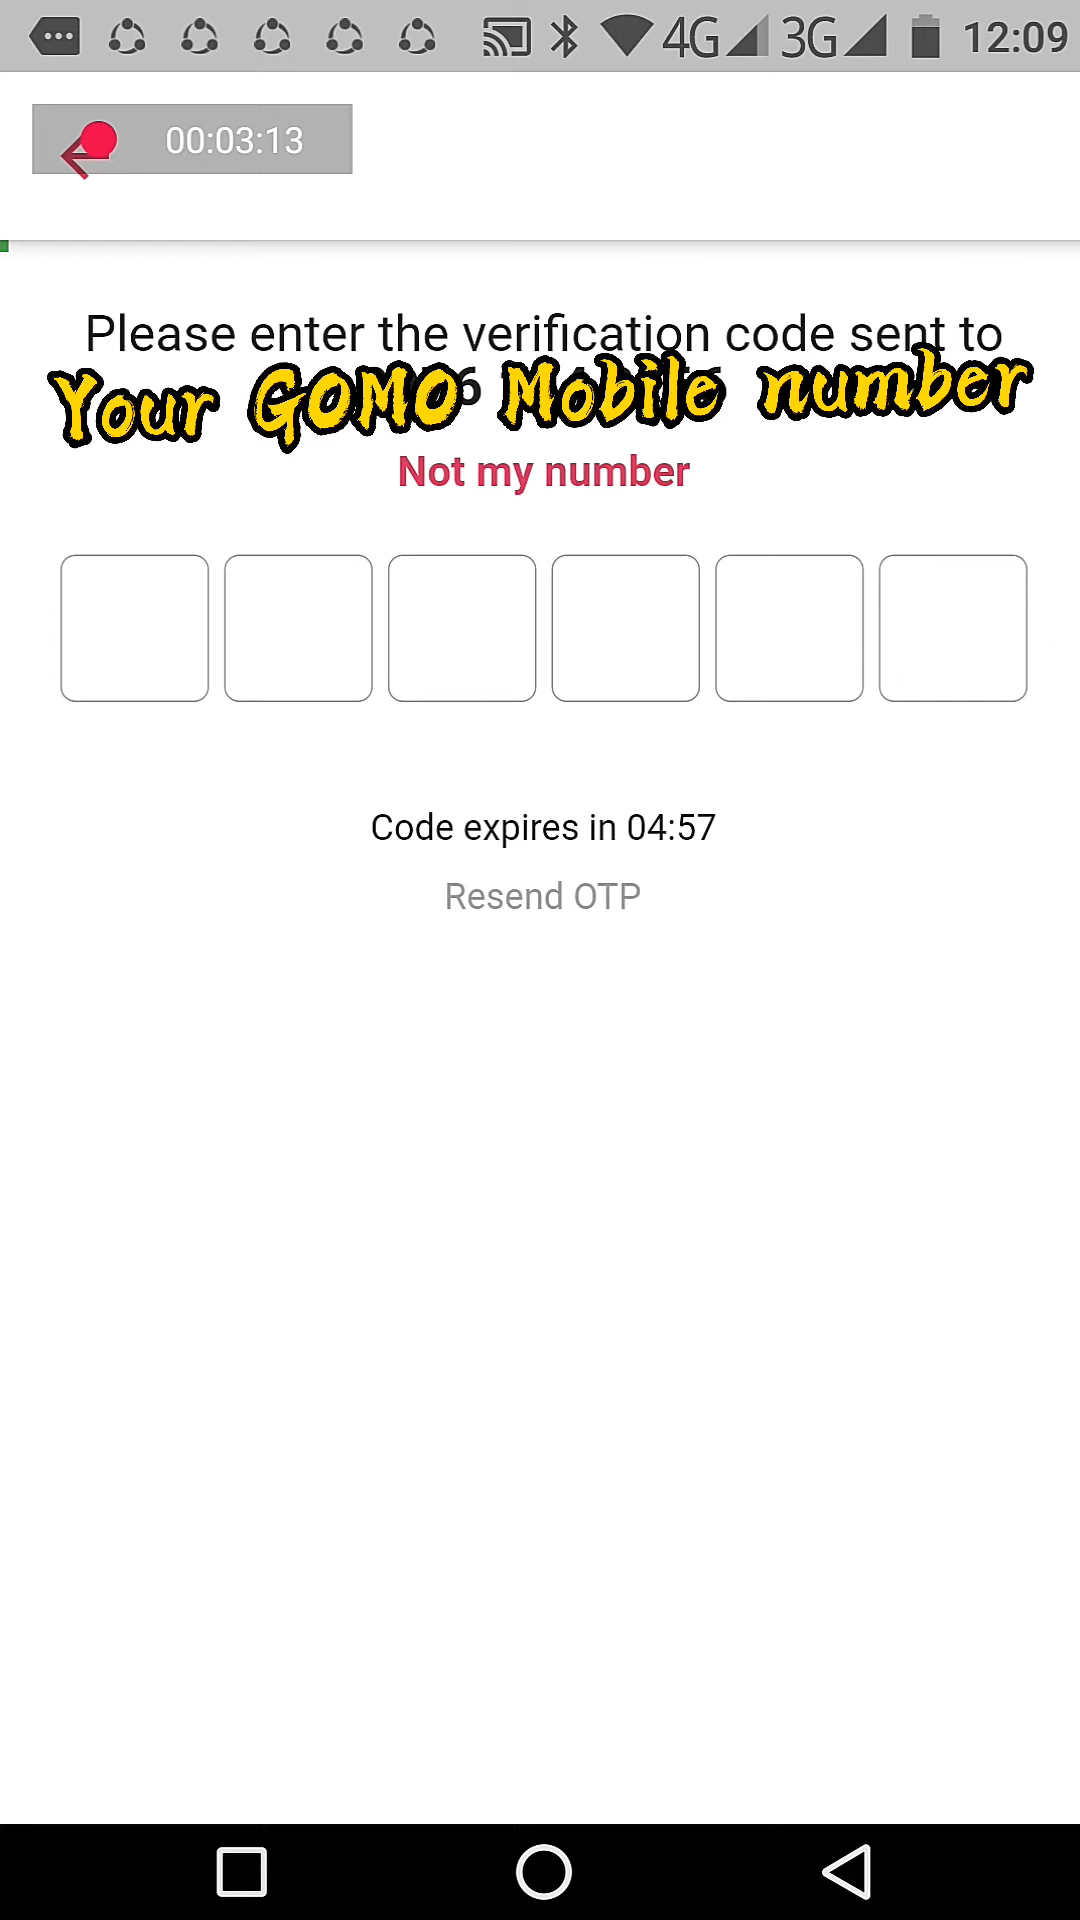 4G 3G 12:09
00:03:13
Please enter the verification code sent to
Your GOMO Mobile number
Not my number
Code expires in 04:57
Resend OTP